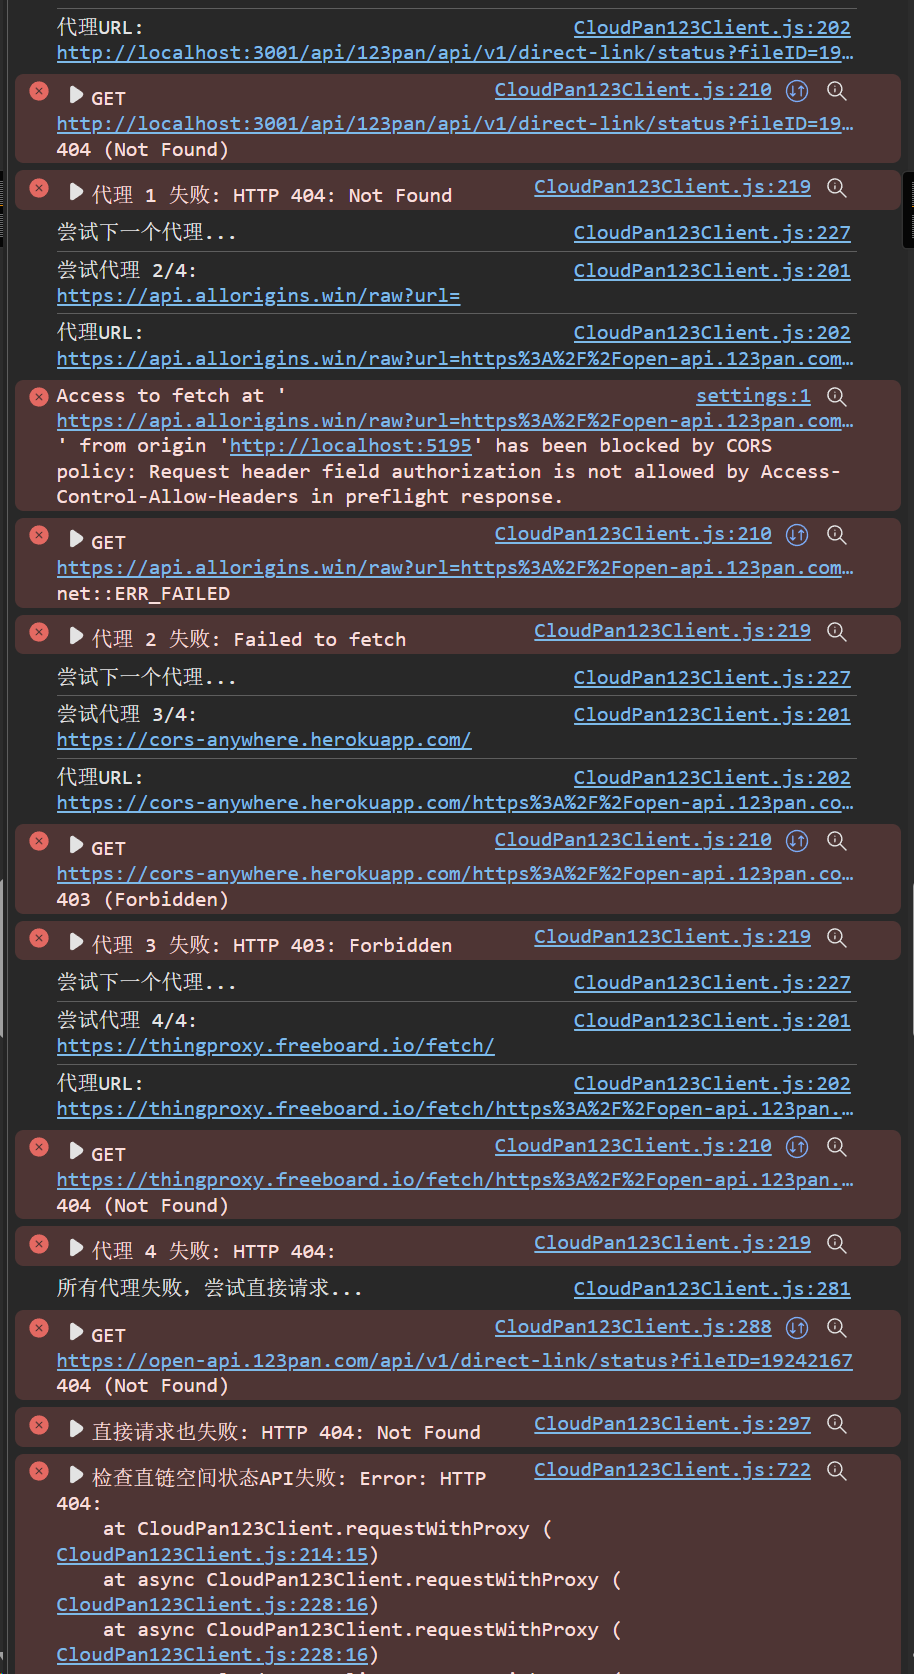 代理URL: CloudPan123Client.js:202
http://localhost:3001/api/123pan/api/v1/direct-link/status?fileID=19…
GET CloudPan123Client.js:210
http://localhost:3001/api/123pan/api/v1/direct-link/status?fileID=19…
404 (Not Found)
代理 1 失败: HTTP 404: Not Found CloudPan123Client.js:219
尝试下一个代理... CloudPan123Client.js:227
尝试代理 2/4: CloudPan123Client.js:201
https://api.allorigins.win/raw?url=
代理URL: CloudPan123Client.js:202
https://api.allorigins.win/raw?url=https%3A%2F%2Fopen-api.123pan.com…
Access to fetch at ' settings:1
https://api.allorigins.win/raw?url=https%3A%2F%2Fopen-api.123pan.com…
' from origin 'http://localhost:5195' has been blocked by CORS
policy: Request header field authorization is not allowed by Access-
Control-Allow-Headers in preflight response.
GET CloudPan123Client.js:210
https://api.allorigins.win/raw?url=https%3A%2F%2Fopen-api.123pan.com…
net::ERR_FAILED
代理 2 失败: Failed to fetch CloudPan123Client.js:219
尝试下一个代理... CloudPan123Client.js:227
尝试代理 3/4: CloudPan123Client.js:201
https://cors-anywhere.herokuapp.com/
代理URL: CloudPan123Client.js:202
https://cors-anywhere.herokuapp.com/https%3A%2F%2Fopen-api.123pan.co…
GET CloudPan123Client.js:210
https://cors-anywhere.herokuapp.com/https%3A%2F%2Fopen-api.123pan.co…
403 (Forbidden)
代理 3 失败: HTTP 403: Forbidden CloudPan123Client.js:219
尝试下一个代理... CloudPan123Client.js:227
尝试代理 4/4: CloudPan123Client.js:201
https://thingproxy.freeboard.io/fetch/
代理URL: CloudPan123Client.js:202
https://thingproxy.freeboard.io/fetch/https%3A%2F%2Fopen-api.123pan.…
GET CloudPan123Client.js:210
https://thingproxy.freeboard.io/fetch/https%3A%2F%2Fopen-api.123pan.…
404 (Not Found)
代理 4 失败: HTTP 404: CloudPan123Client.js:219
所有代理失败，尝试直接请求... CloudPan123Client.js:281
GET CloudPan123Client.js:288
https://open-api.123pan.com/api/v1/direct-link/status?fileID=19242167
404 (Not Found)
直接请求也失败: HTTP 404: Not Found CloudPan123Client.js:297
检查直链空间状态API失败: Error: HTTP CloudPan123Client.js:722
404:
at CloudPan123Client.requestWithProxy (
CloudPan123Client.js:214:15)
at async CloudPan123Client.requestWithProxy (
CloudPan123Client.js:228:16)
at async CloudPan123Client.requestWithProxy (
CloudPan123Client.js:228:16)